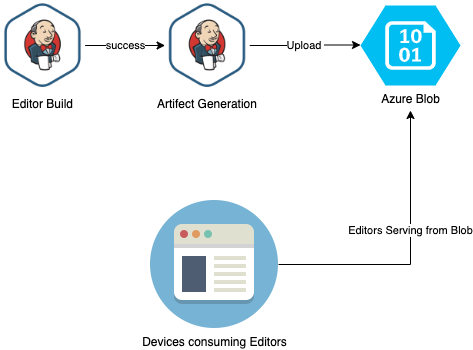 success
Upload
10
01
Editor Build
Artifect Generation
Azure Blob
Editors Serving from Blob
Devices consuming Editors